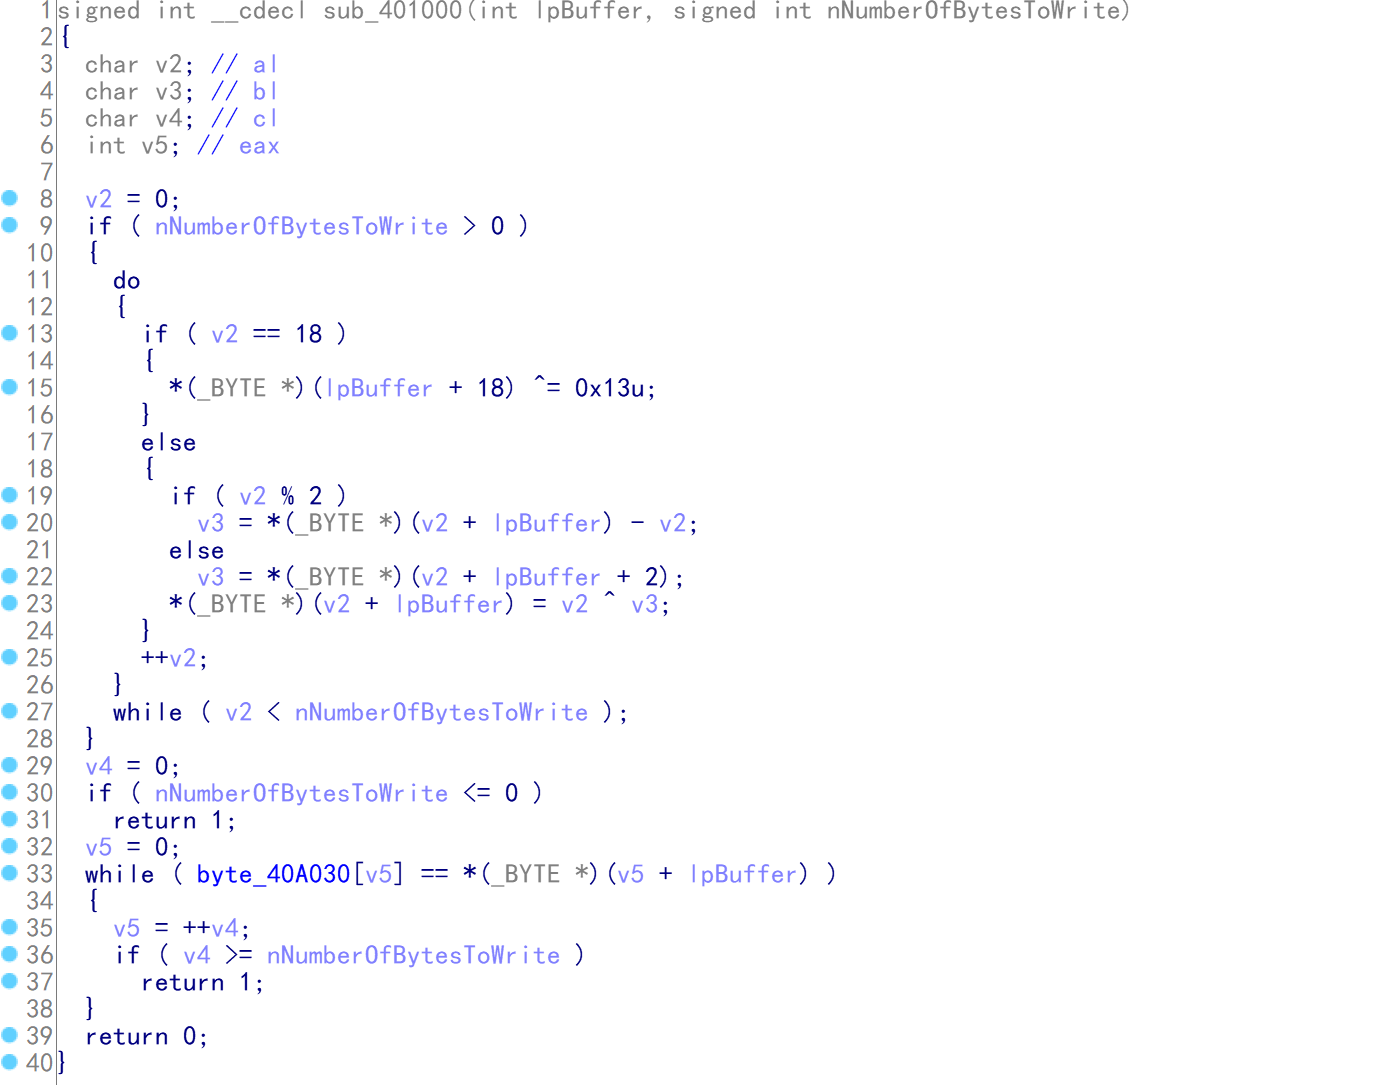 1 signed int __cdecl sub_401000(int lpBuffer, signed int nNumberOfBytesToWrite)
2 {
3   char v2; // al
4   char v3; // bl
5   char v4; // cl
6   int v5; // eax
7
8   v2 = 0;
9   if ( nNumberOfBytesToWrite > 0 )
10   {
11     do
12     {
13       if ( v2 == 18 )
14       {
15         *(_BYTE *)(lpBuffer + 18) ^= 0x13u;
16       }
17       else
18       {
19         if ( v2 % 2 )
20           v3 = *(_BYTE *)(v2 + lpBuffer) - v2;
21         else
22           v3 = *(_BYTE *)(v2 + lpBuffer + 2);
23         *(_BYTE *)(v2 + lpBuffer) = v2 ^ v3;
24       }
25       ++v2;
26     }
27     while ( v2 < nNumberOfBytesToWrite );
28   }
29   v4 = 0;
30   if ( nNumberOfBytesToWrite <= 0 )
31     return 1;
32   v5 = 0;
33   while ( byte_40A030[v5] == *(_BYTE *)(v5 + lpBuffer) )
34   {
35     v5 = ++v4;
36     if ( v4 >= nNumberOfBytesToWrite )
37       return 1;
38   }
39   return 0;
40 }